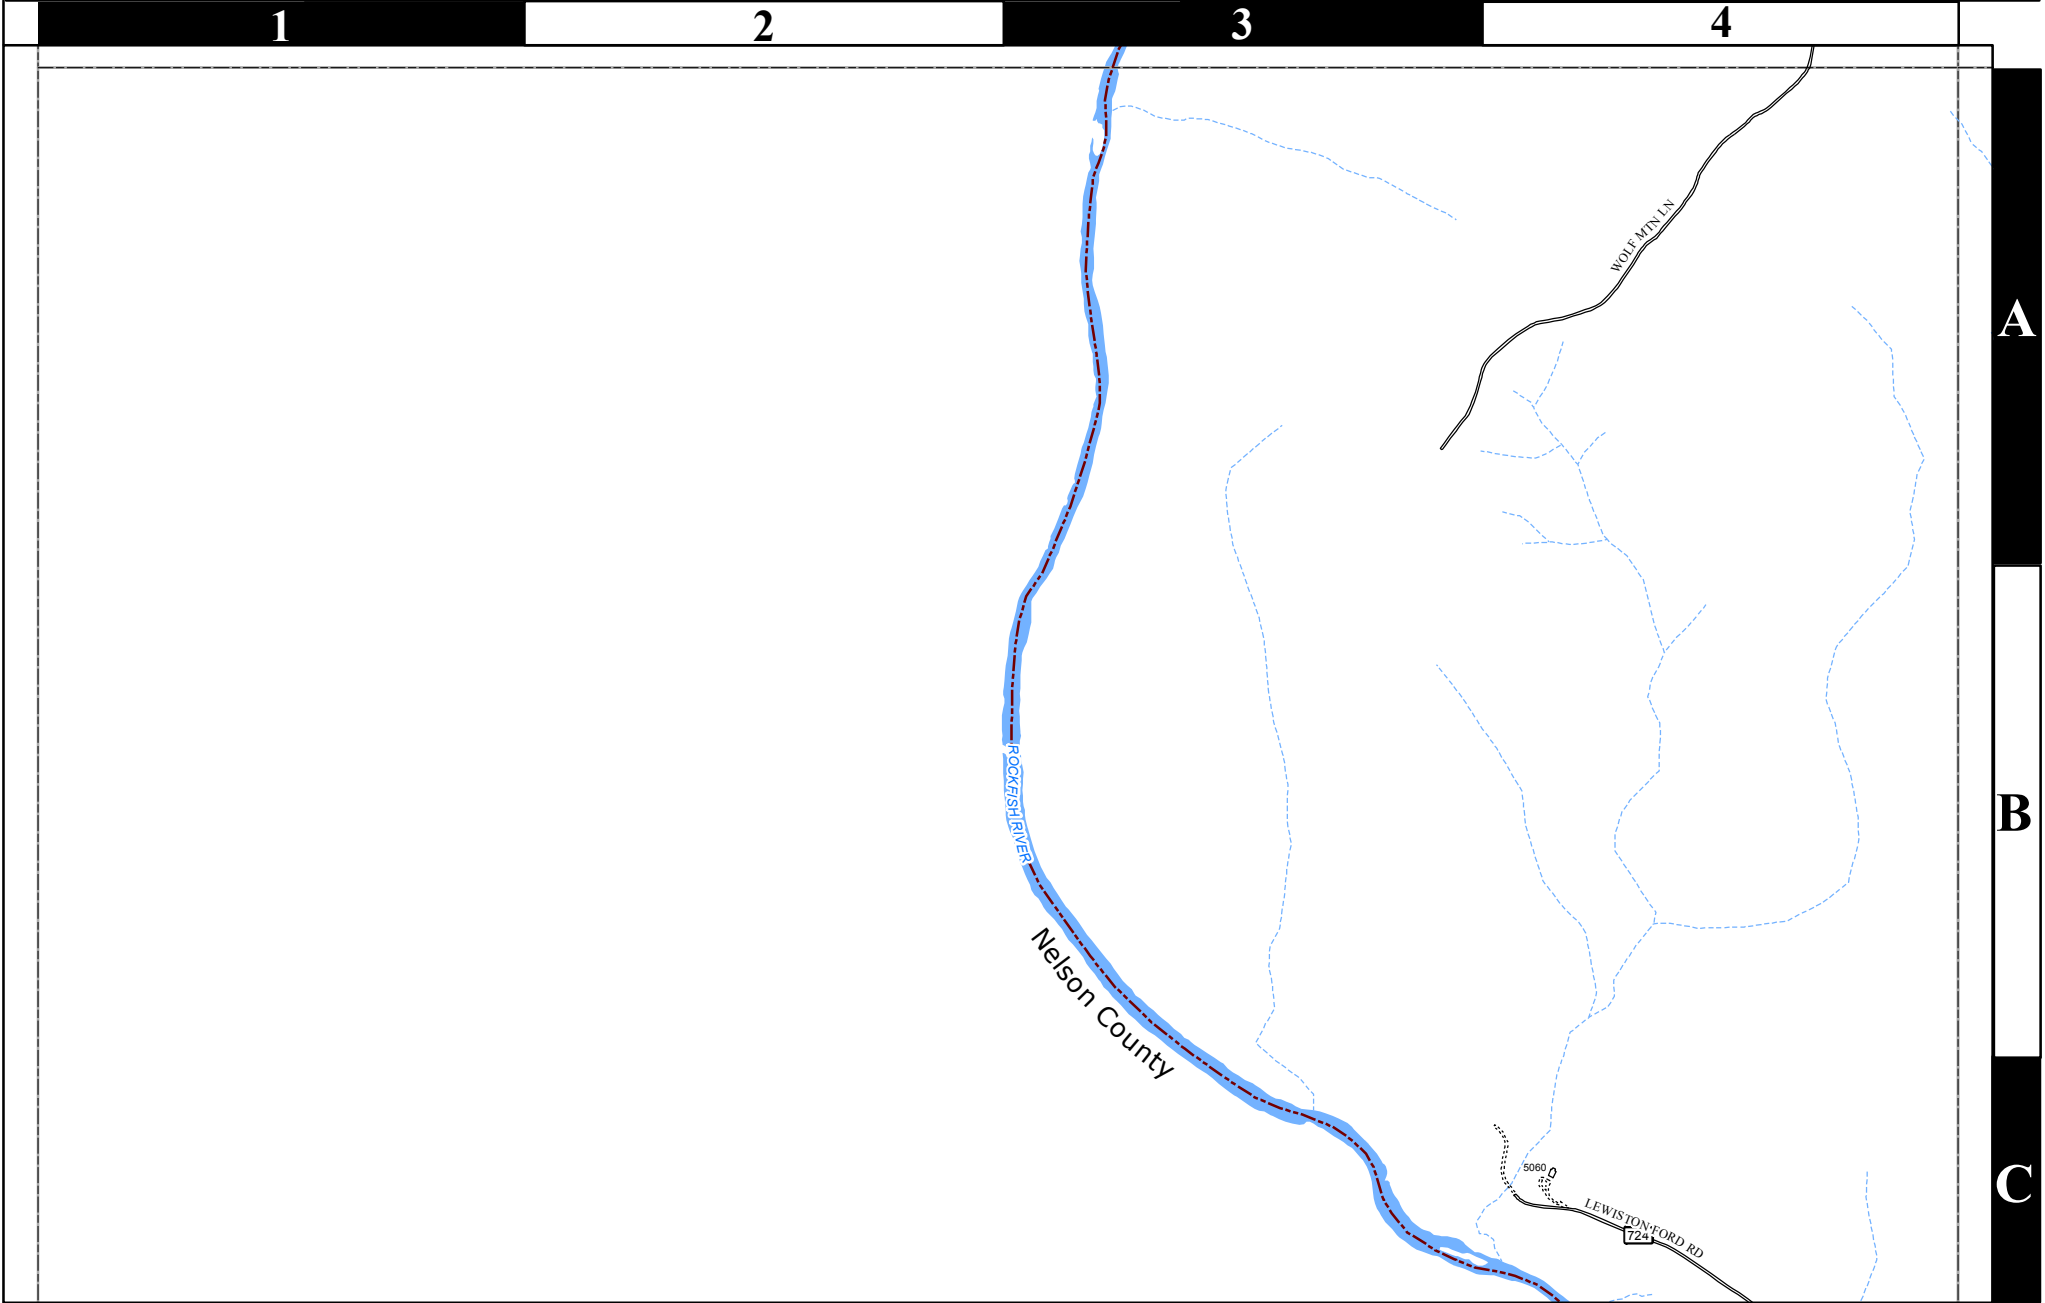 1
2
3
4
WOLF MTN LN
A
ROCKFISH RIVER
B
Nelson County
5060
C
LEWISTON FORD RD
724